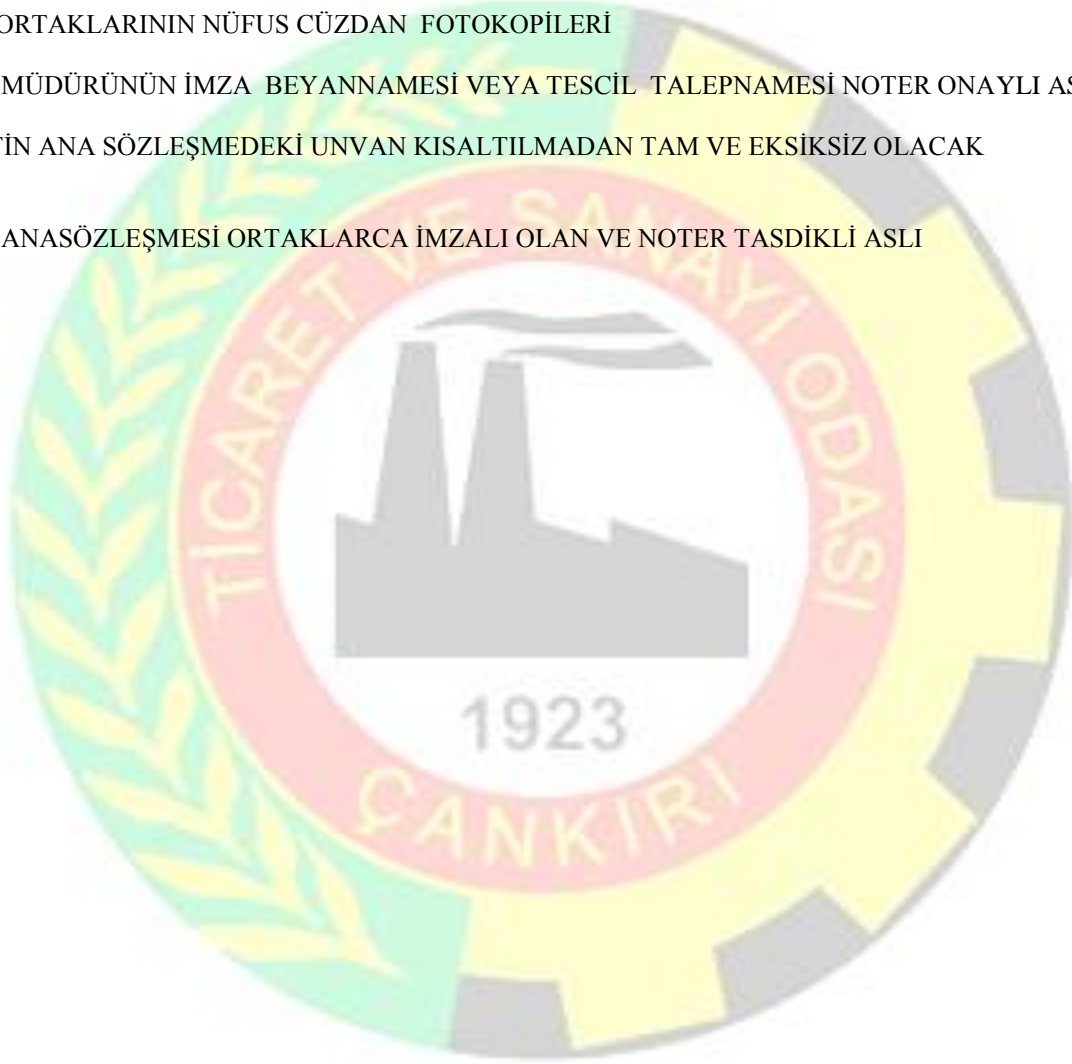 ORTAKLARININ NÜFUS CÜZDAN FOTOKOPİLERİ
MÜDÜRÜNÜN İMZA BEYANNAMESİ VEYA TESCİL TALEPNAMESİ NOTER ONAYLI
ANA SÖZLEŞMEDEKİ UNVAN KISALTILMADAN TAM VE EKSİKSİZ OLACAK
ANASÖZLEŞMESİ ORTAKLARCA İMZALI OLAN VE NOTER TASDİKLİ ASLI
TİCARET VE SANAYİ ODASI
1923
ÇANKIRI